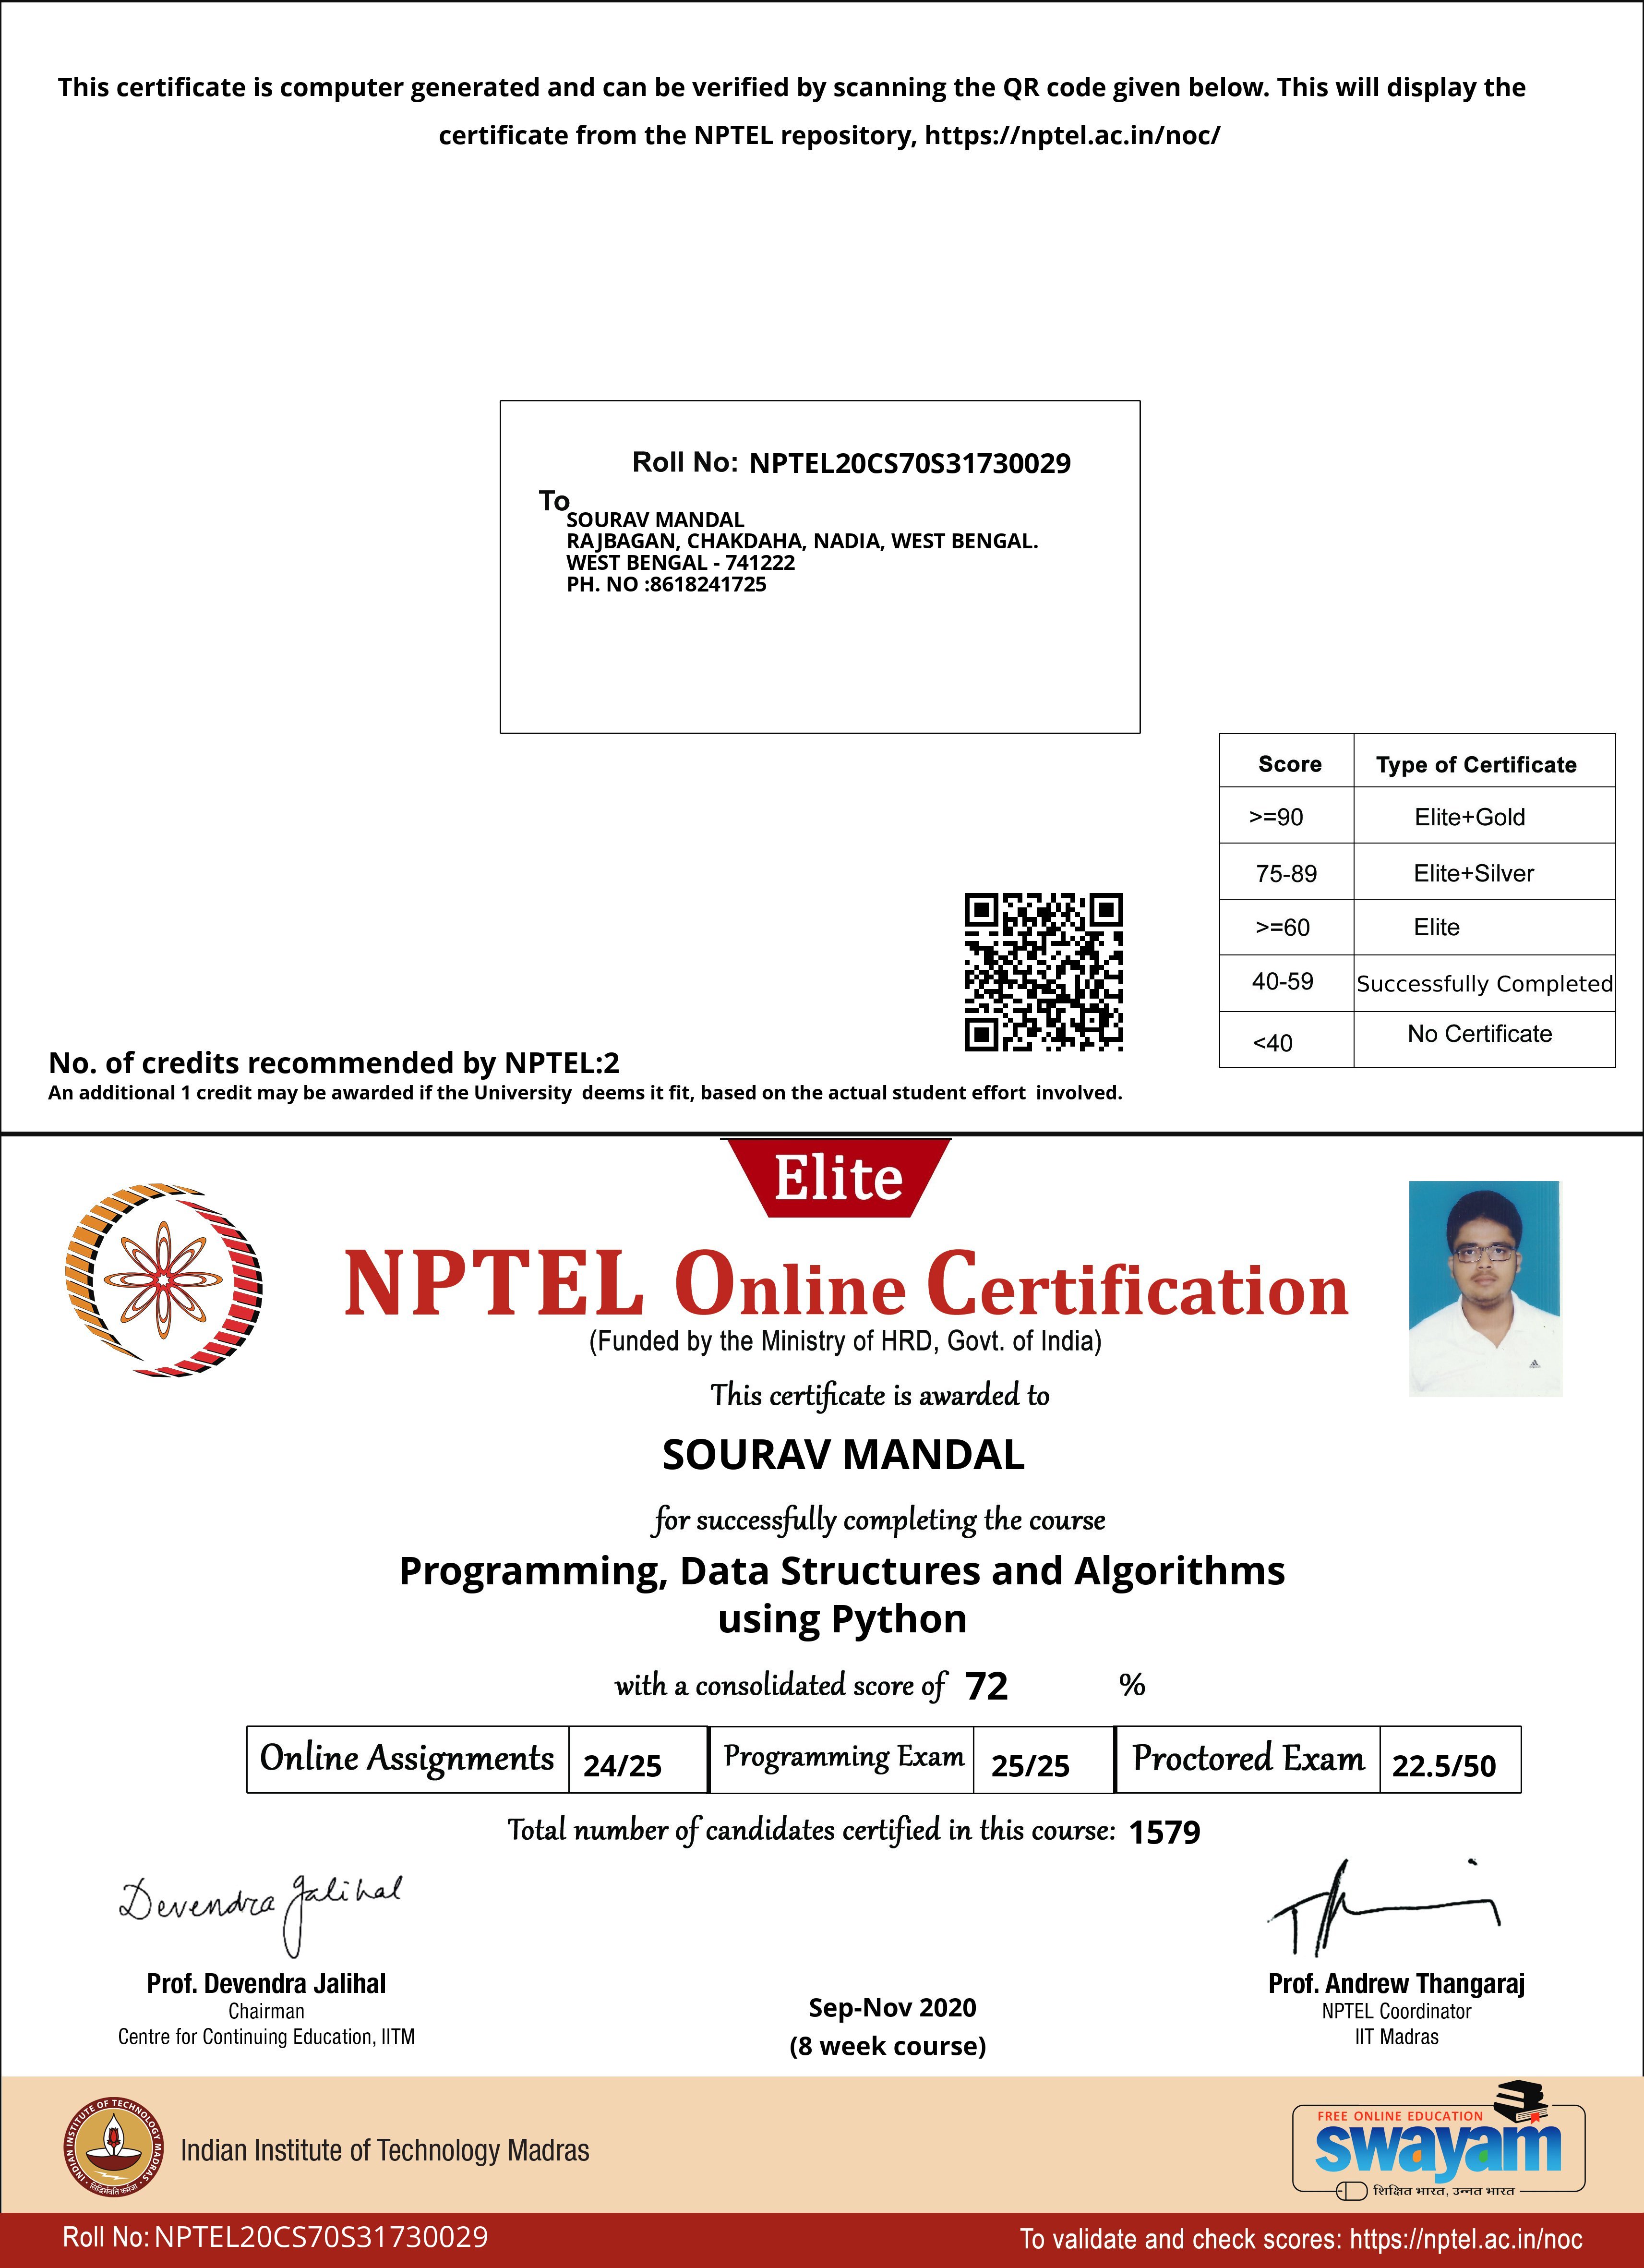 This certificate is computer generated and can be verified by scanning the QR code given below. This will display the
certificate from the NPTEL repository, https://nptel.ac.in/noc/
Roll No: NPTEL20CS70S31730029
To
SOURAV MANDAL
RAJBAGAN, CHAKDAHA, NADIA, WEST BENGAL.
WEST BENGAL - 741222
PH. NO :8618241725
Score Type of Certificate
>=90 Elite+Gold
75-89 Elite+Silver
>=60 Elite
40-59 Successfully Completed
<40 No Certificate
No. of credits recommended by NPTEL:2
An additional 1 credit may be awarded if the University deems it fit, based on the actual student effort involved.
Elite
NPTEL Online Certification
(Funded by the Ministry of HRD, Govt. of India)
This certificate is awarded to
SOURAV MANDAL
for successfully completing the course
Programming, Data Structures and Algorithms
using Python
with a consolidated score of 72 %
Online Assignments 24/25 Programming Exam 25/25 Proctored Exam 22.5/50
Total number of candidates certified in this course: 1579
Devendra Jalihal
Prof. Devendra Jalihal
Chairman
Centre for Continuing Education, IITM
Sep-Nov 2020
(8 week course)
Prof. Andrew Thangaraj
NPTEL Coordinator
IIT Madras
INDIAN INSTITUTE OF TECHNOLOGY MADRAS
सिद्धिर्भवति कर्मजा
Indian Institute of Technology Madras
FREE ONLINE EDUCATION
swayam
शिक्षित भारत, उन्नत भारत
Roll No: NPTEL20CS70S31730029
To validate and check scores: https://nptel.ac.in/noc